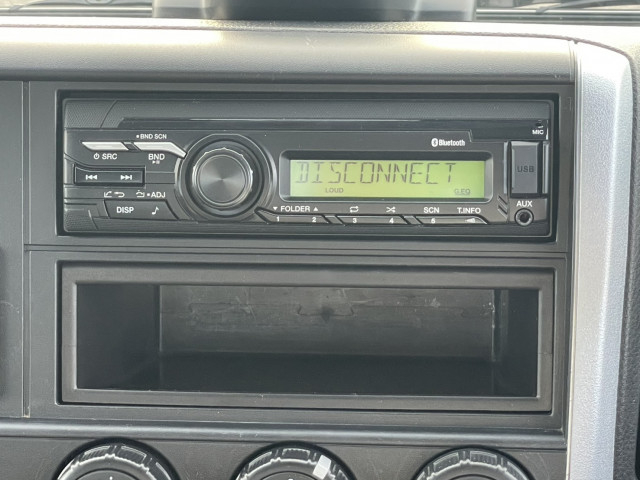 BND SCN
Bluetooth
MIC
SRC
BND
DISCONNECT
LOUD
G.EQ
USB
ADJ
DISP
FOLDER
SCN
T.INFO
AUX
1 2 3 4 5